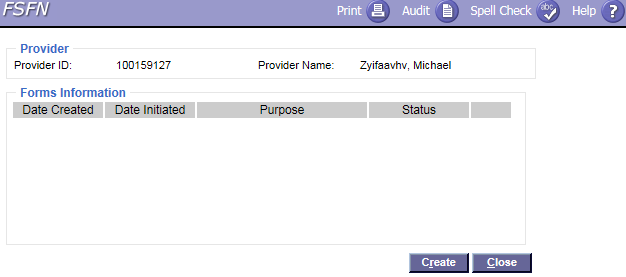 FSFN Print Audit Spell Check abc Help ?
Provider
Provider ID: 100159127 Provider Name: Zyifaavhv, Michael
Forms Information
Date Created Date Initiated Purpose Status
Create Close